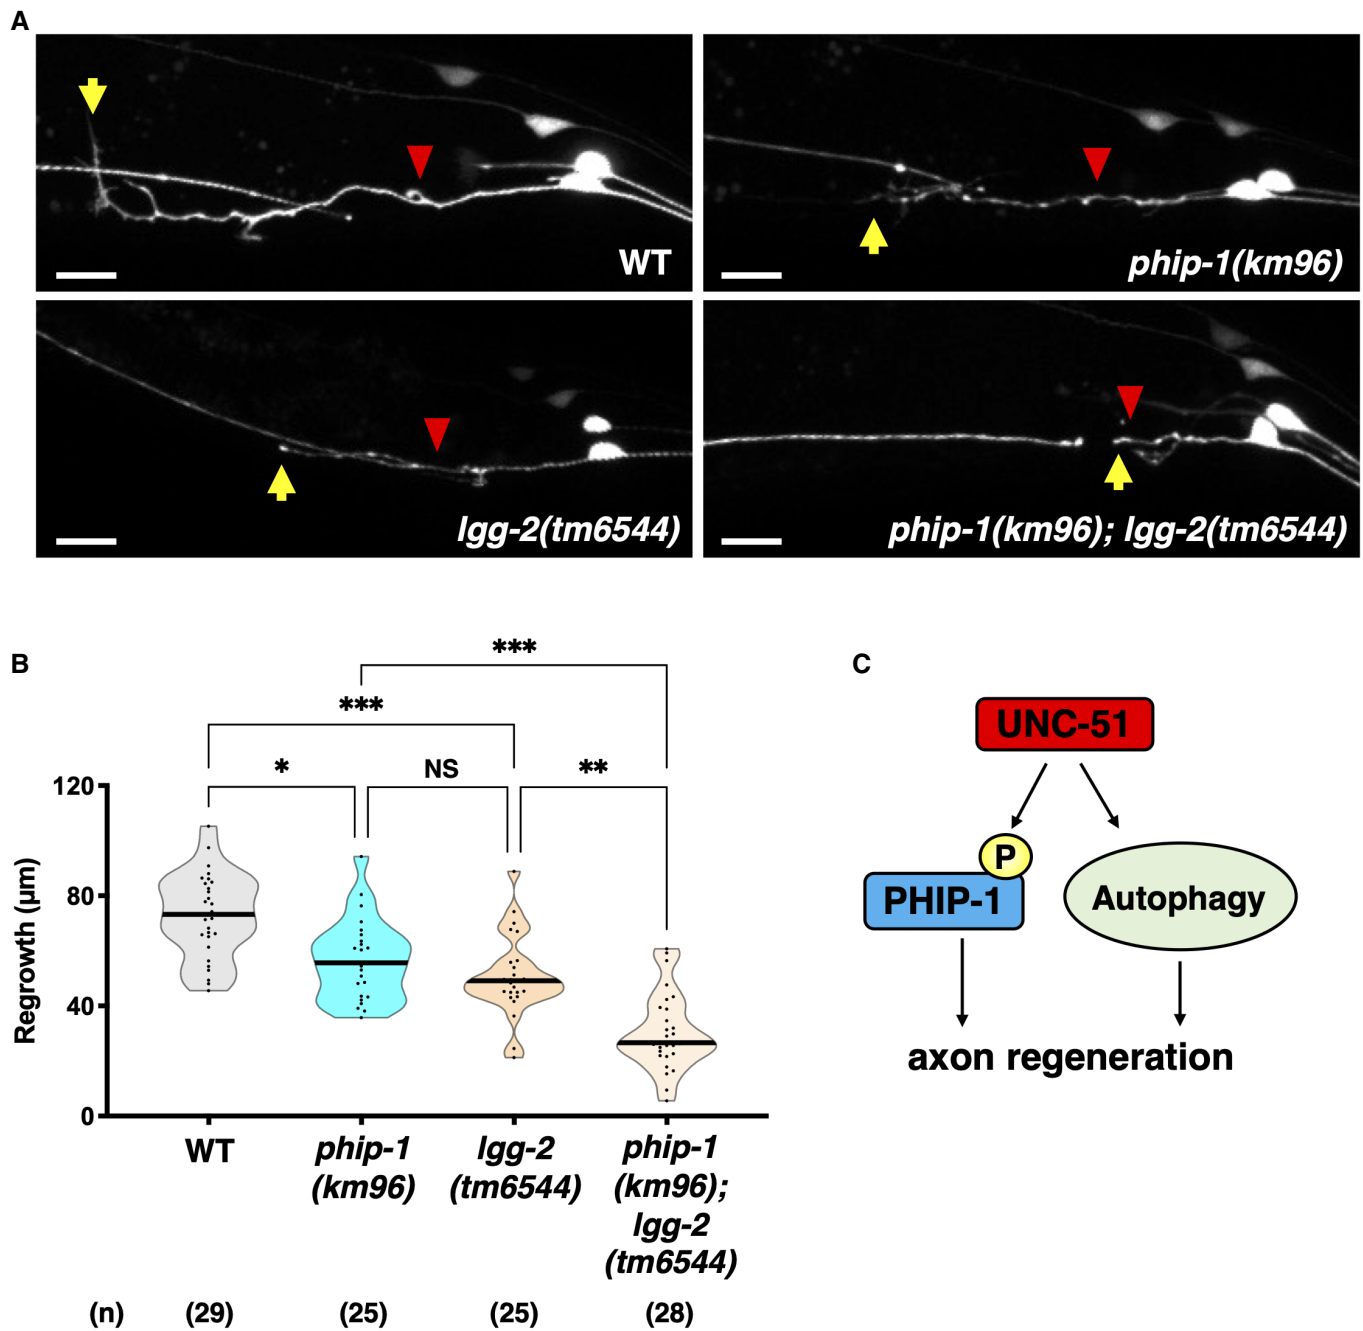 A
WT
phip-1(km96)
lgg-2(tm6544)
phip-1(km96); lgg-2(tm6544)
B
***
***
*
NS
**
120
80
40
0
Regrowth (μm)
WT
phip-1
(km96)
lgg-2
(tm6544)
phip-1
(km96);
lgg-2
(tm6544)
(n)
(29)
(25)
(25)
(28)
C
UNC-51
P
PHIP-1
Autophagy
axon regeneration